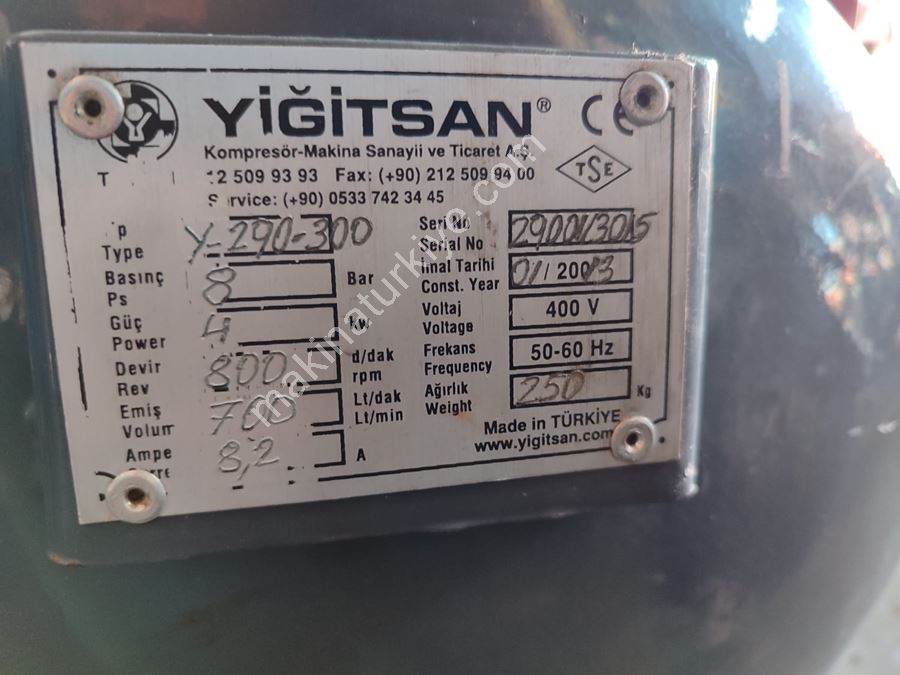 YİĞİTSAN® CE
Kompresör-Makina Sanayii ve Ticaret A.Ş.
T 12 509 93 93 Fax: (+90) 212 509 94 00 TSE
Service: (+90) 0533 742 34 45
Type Y-290-300
Basınç
Ps 8 Bar
Güç
Power 4 kw
Devir
Rev 800 d/dak
rpm
Emiş
Volum 700 Lt/dak
Lt/min
Ampe 8,2 A
Seri No
Serial No
İmal Tarihi
Const. Year 01/ 200
Voltaj
Voltage 400 V
Frekans
Frequency 50-60 Hz
Ağırlık
Weight 250 Kg
Made in TÜRKİYE
www.yigitsan.com
makinaturkiye.com